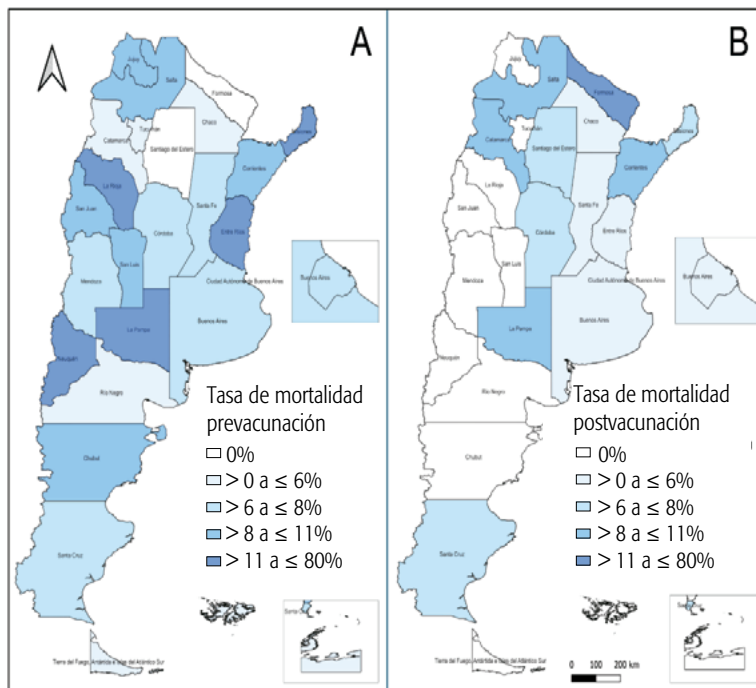 A
Jujuy
Salta
Formosa
Chaco
Tucumán
Catamarca
Santiago del Estero
Misiones
Corrientes
La Rioja
Santa Fe
San Juan
Córdoba
Entre Ríos
San Luis
Mendoza
Ciudad Autónoma de Buenos Aires
Buenos Aires
La Pampa
Buenos Aires
Neuquén
Río Negro
Chubut
Santa Cruz
Tierra del Fuego, Antártida e Islas del Atlántico Sur
Tasa de mortalidad
prevacunación
0%
> 0 a ≤ 6%
> 6 a ≤ 8%
> 8 a ≤ 11%
> 11 a ≤ 80%
B
Jujuy
Salta
Formosa
Chaco
Tucumán
Catamarca
Santiago del Estero
Misiones
Corrientes
La Rioja
Santa Fe
San Juan
Córdoba
Entre Ríos
San Luis
Mendoza
Ciudad Autónoma de Buenos Aires
Buenos Aires
La Pampa
Buenos Aires
Neuquén
Río Negro
Chubut
Santa Cruz
Tierra del Fuego, Antártida e Islas del Atlántico Sur
Tasa de mortalidad
postvacunación
0%
> 0 a ≤ 6%
> 6 a ≤ 8%
> 8 a ≤ 11%
> 11 a ≤ 80%
0 100 200 km